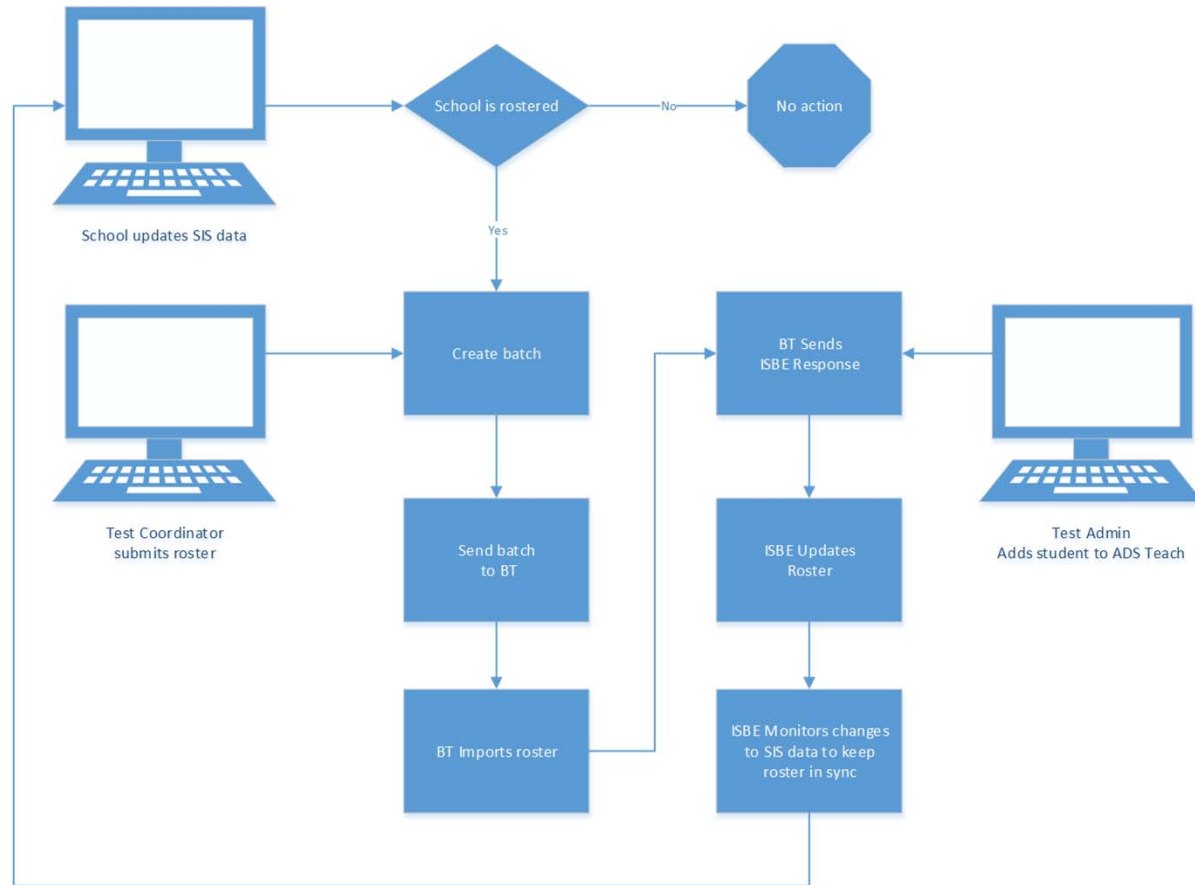 School is rostered
No
No action
School updates SIS data
Yes
Create batch
BT Sends
ISBE Response
Test Coordinator
submits roster
Test Admin
Adds student to ADS Teach
Send batch
to BT
ISBE Updates
Roster
BT Imports roster
ISBE Monitors changes
to SIS data to keep
roster in sync